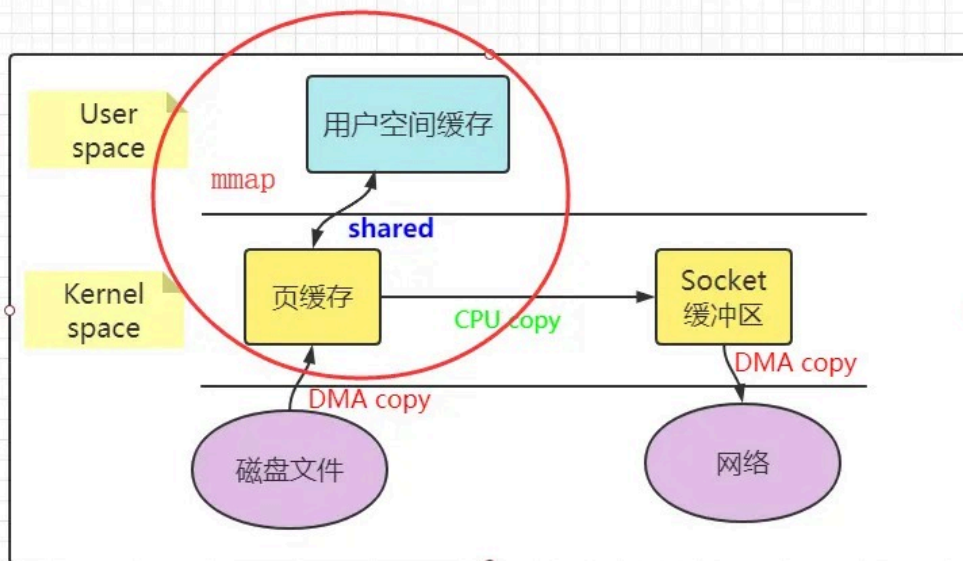 User
space
用户空间缓存
mmap
shared
Kernel
space
页缓存
CPU copy
Socket
缓冲区
DMA copy
DMA copy
磁盘文件
网络